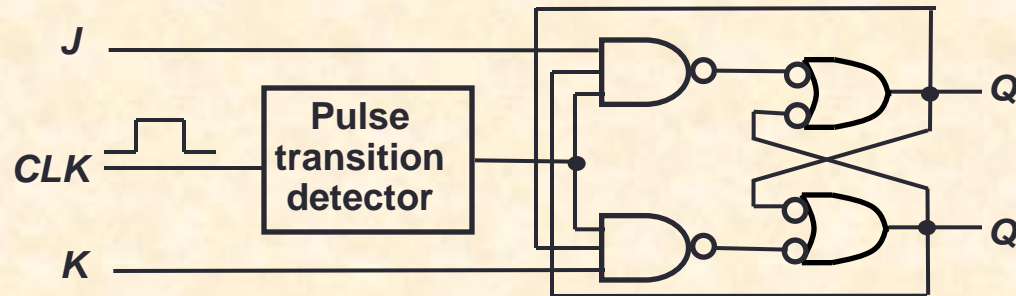 J
Pulse
transition
detector
CLK
K
Q
Q